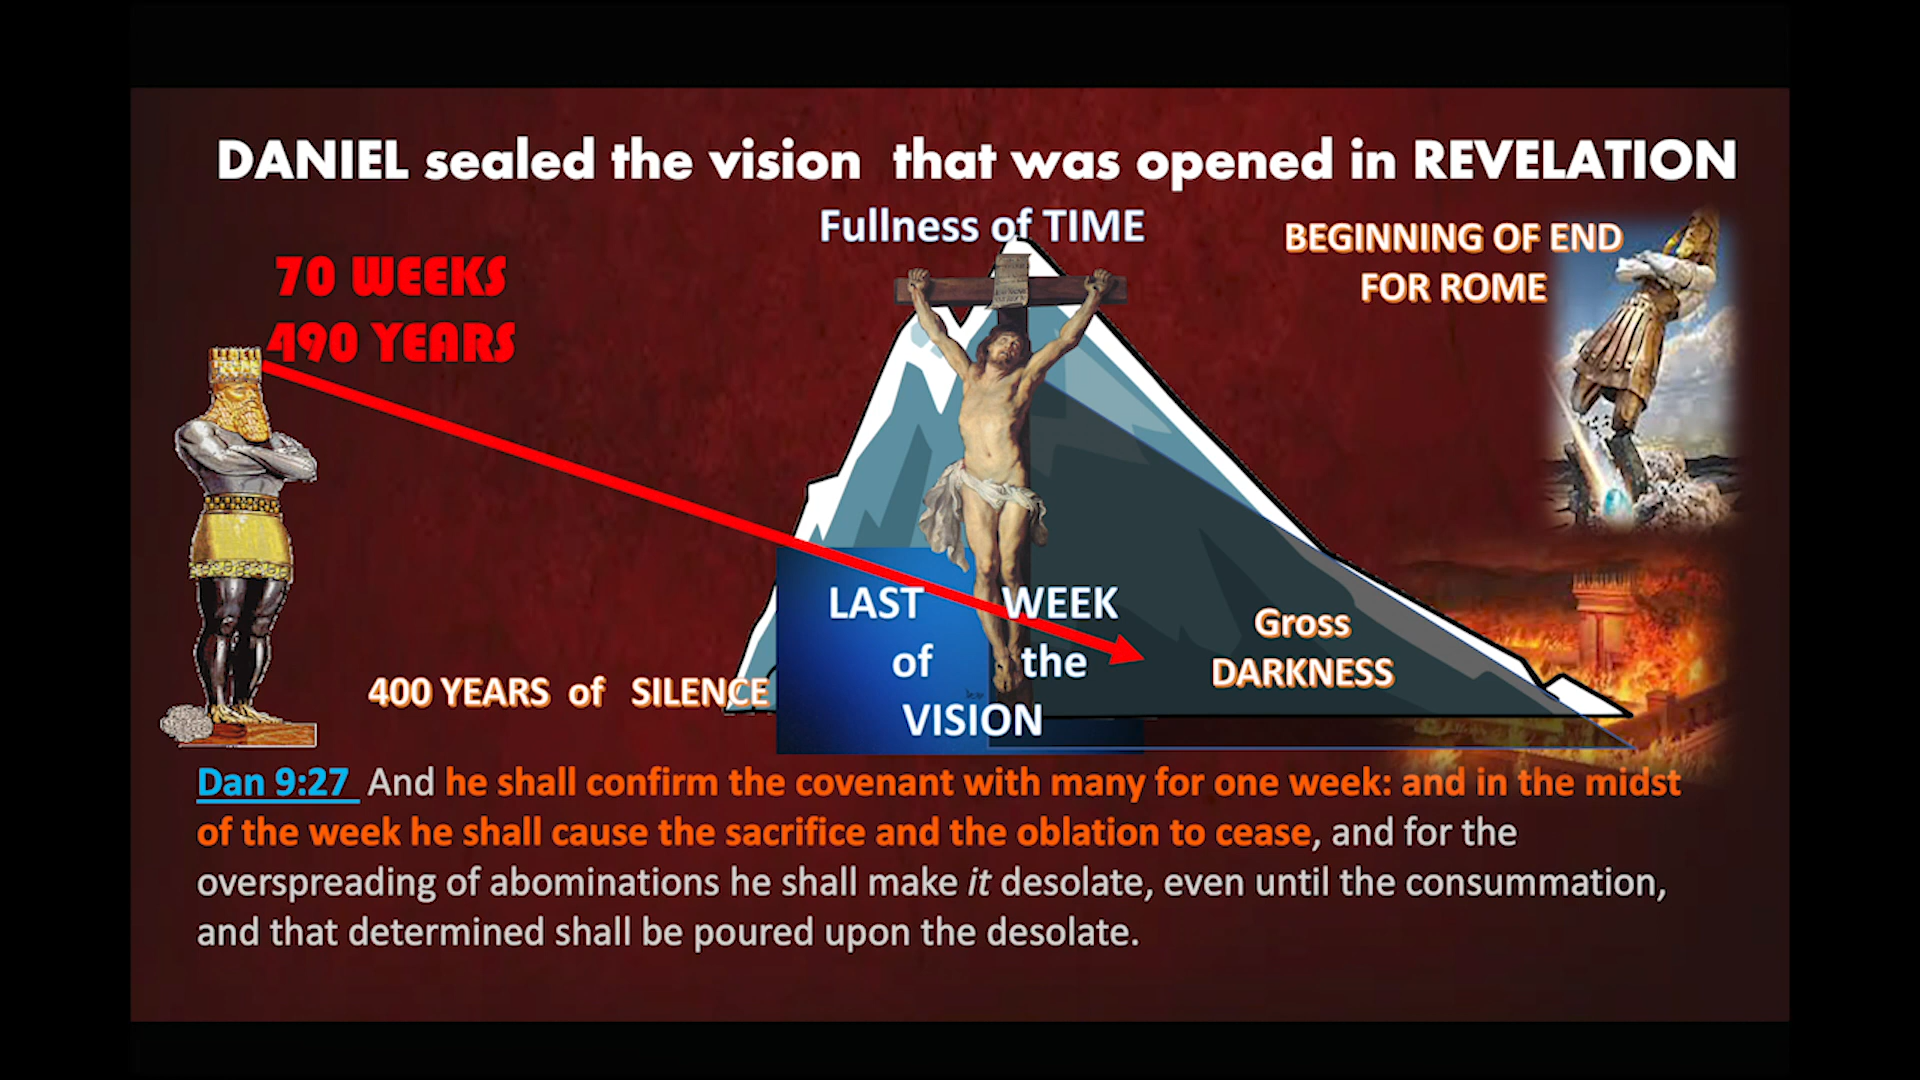 DANIEL sealed the vision that was opened in REVELATION
Fullness of TIME
BEGINNING OF END
FOR ROME
70 WEEKS
490 YEARS
LAST WEEK
of the
VISION
Gross
DARKNESS
400 YEARS of SILENCE
Dan 9:27 And he shall confirm the covenant with many for one week: and in the midst
of the week he shall cause the sacrifice and the oblation to cease, and for the
overspreading of abominations he shall make it desolate, even until the consummation,
and that determined shall be poured upon the desolate.